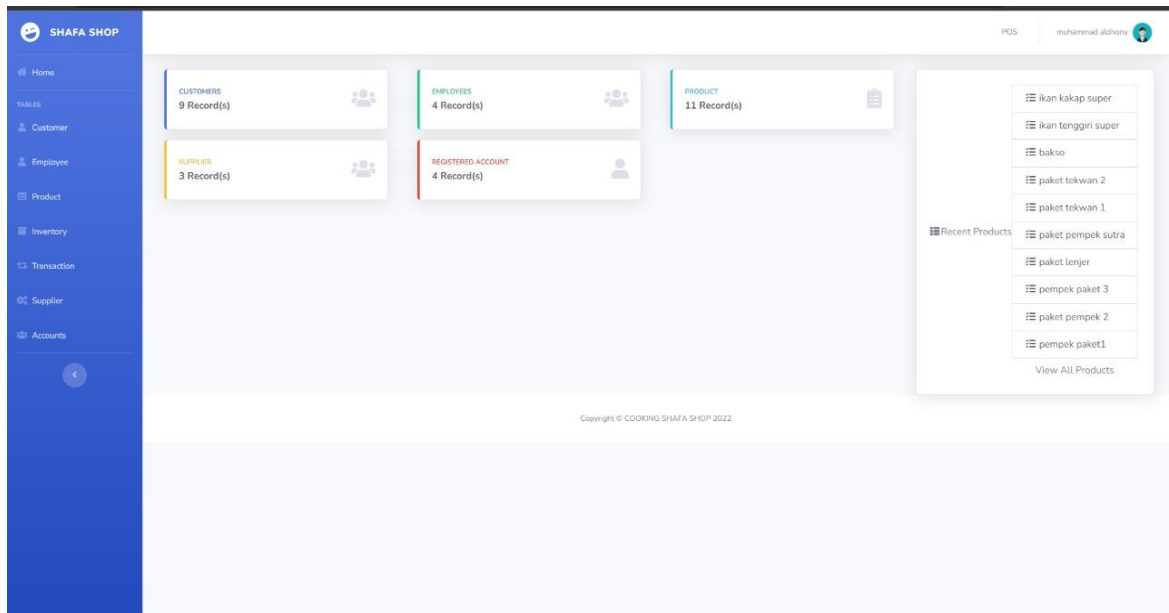 SHAFA SHOP
POS
muhammad aldhony
Home
TABLES
Customer
Employee
Product
Inventory
Transaction
Supplier
Accounts
CUSTOMERS
9 Record(s)
EMPLOYEES
4 Record(s)
PRODUCT
11 Record(s)
SUPPLIER
3 Record(s)
REGISTERED ACCOUNT
4 Record(s)
Recent Products
ikan kakap super
ikan tenggiri super
bakso
paket tekwan 2
paket tekwan 1
paket pempek sutra
paket lenjer
pempek paket 3
paket pempek 2
pempek paket1
View All Products
Copyright © COOKING SHAFA SHOP 2022